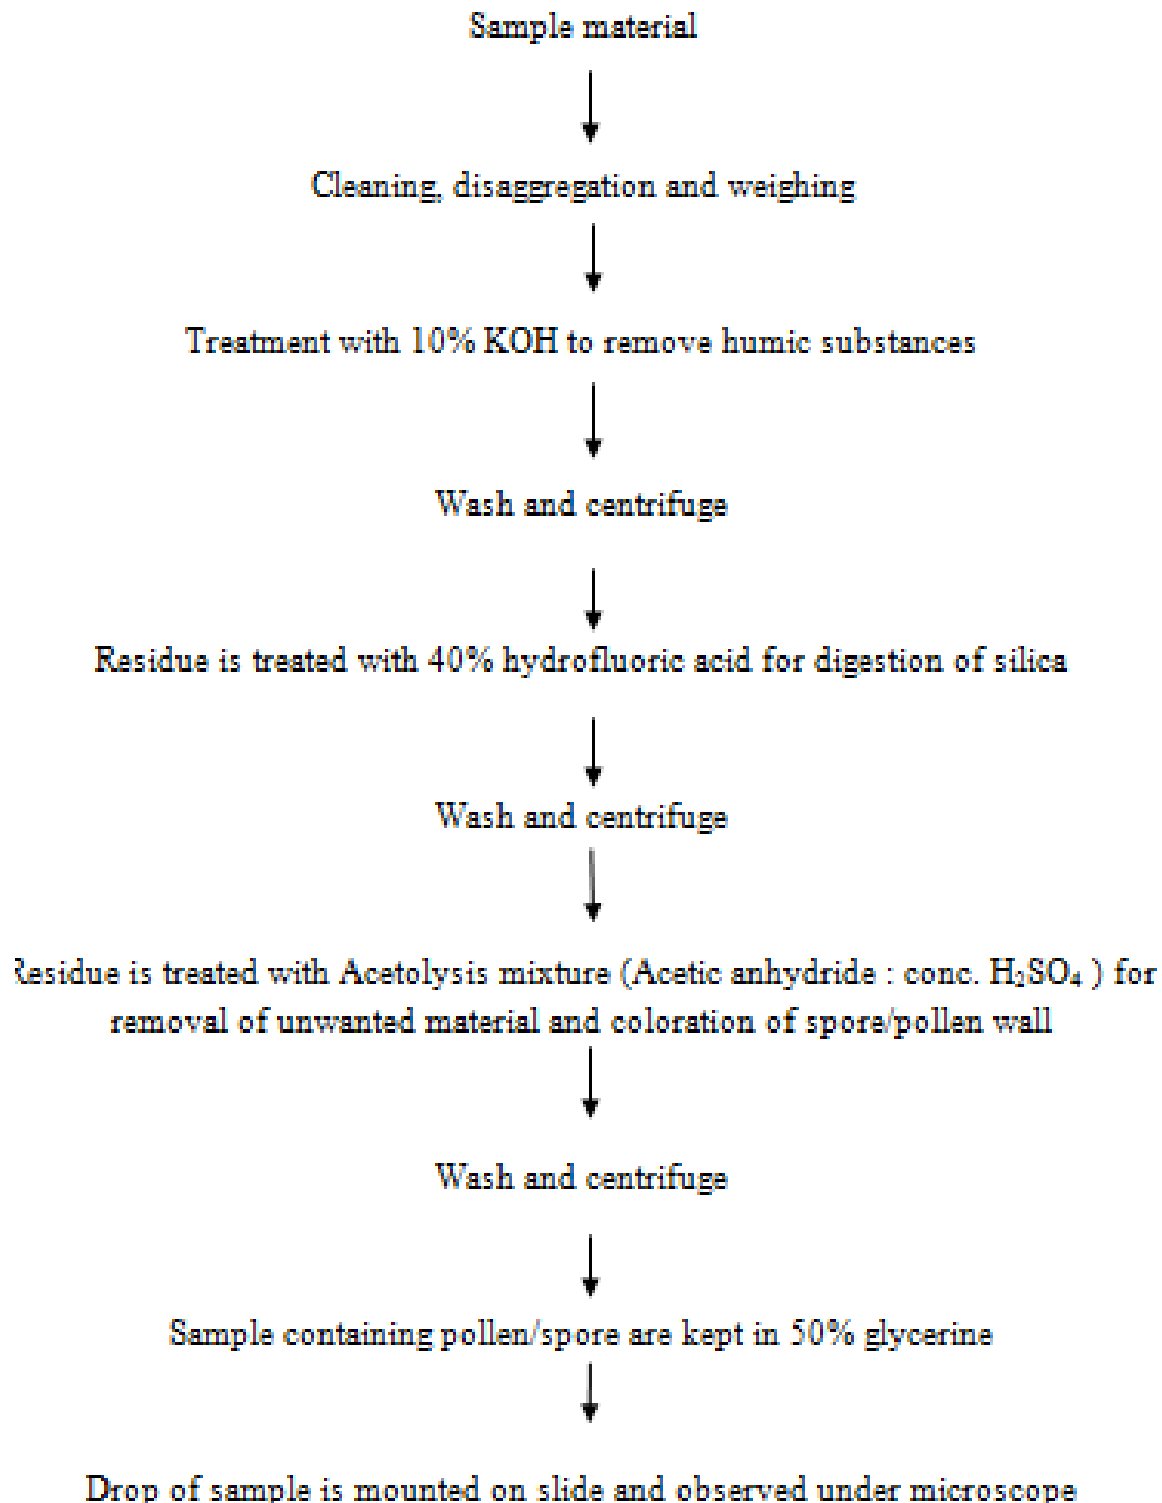 Sample material
Cleaning, disaggregation and weighing
Treatment with 10% KOH to remove humic substances
Wash and centrifuge
Residue is treated with 40% hydrofluoric acid for digestion of silica
Wash and centrifuge
Residue is treated with Acetolysis mixture (Acetic anhydride : conc. H₂SO₄ ) for
removal of unwanted material and coloration of spore/pollen wall
Wash and centrifuge
Sample containing pollen/spore are kept in 50% glycerine
Drop of sample is mounted on slide and observed under microscope